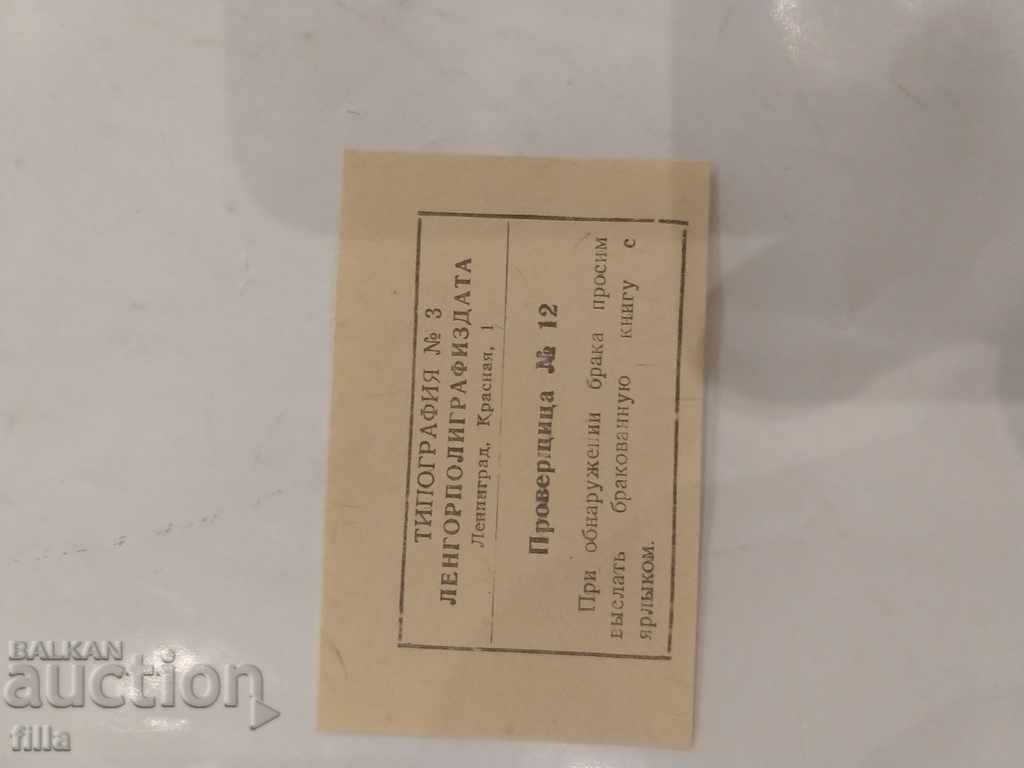 ТИПОГРАФИЯ № 3
ЛЕНГОРПОЛИГРАФИЗДАТА
Ленинград, Красная, 1
Проверщица № 12
При обнаружении брака просим
выслать бракованную книгу с
ярлыком.
BALKAN
auction
filla